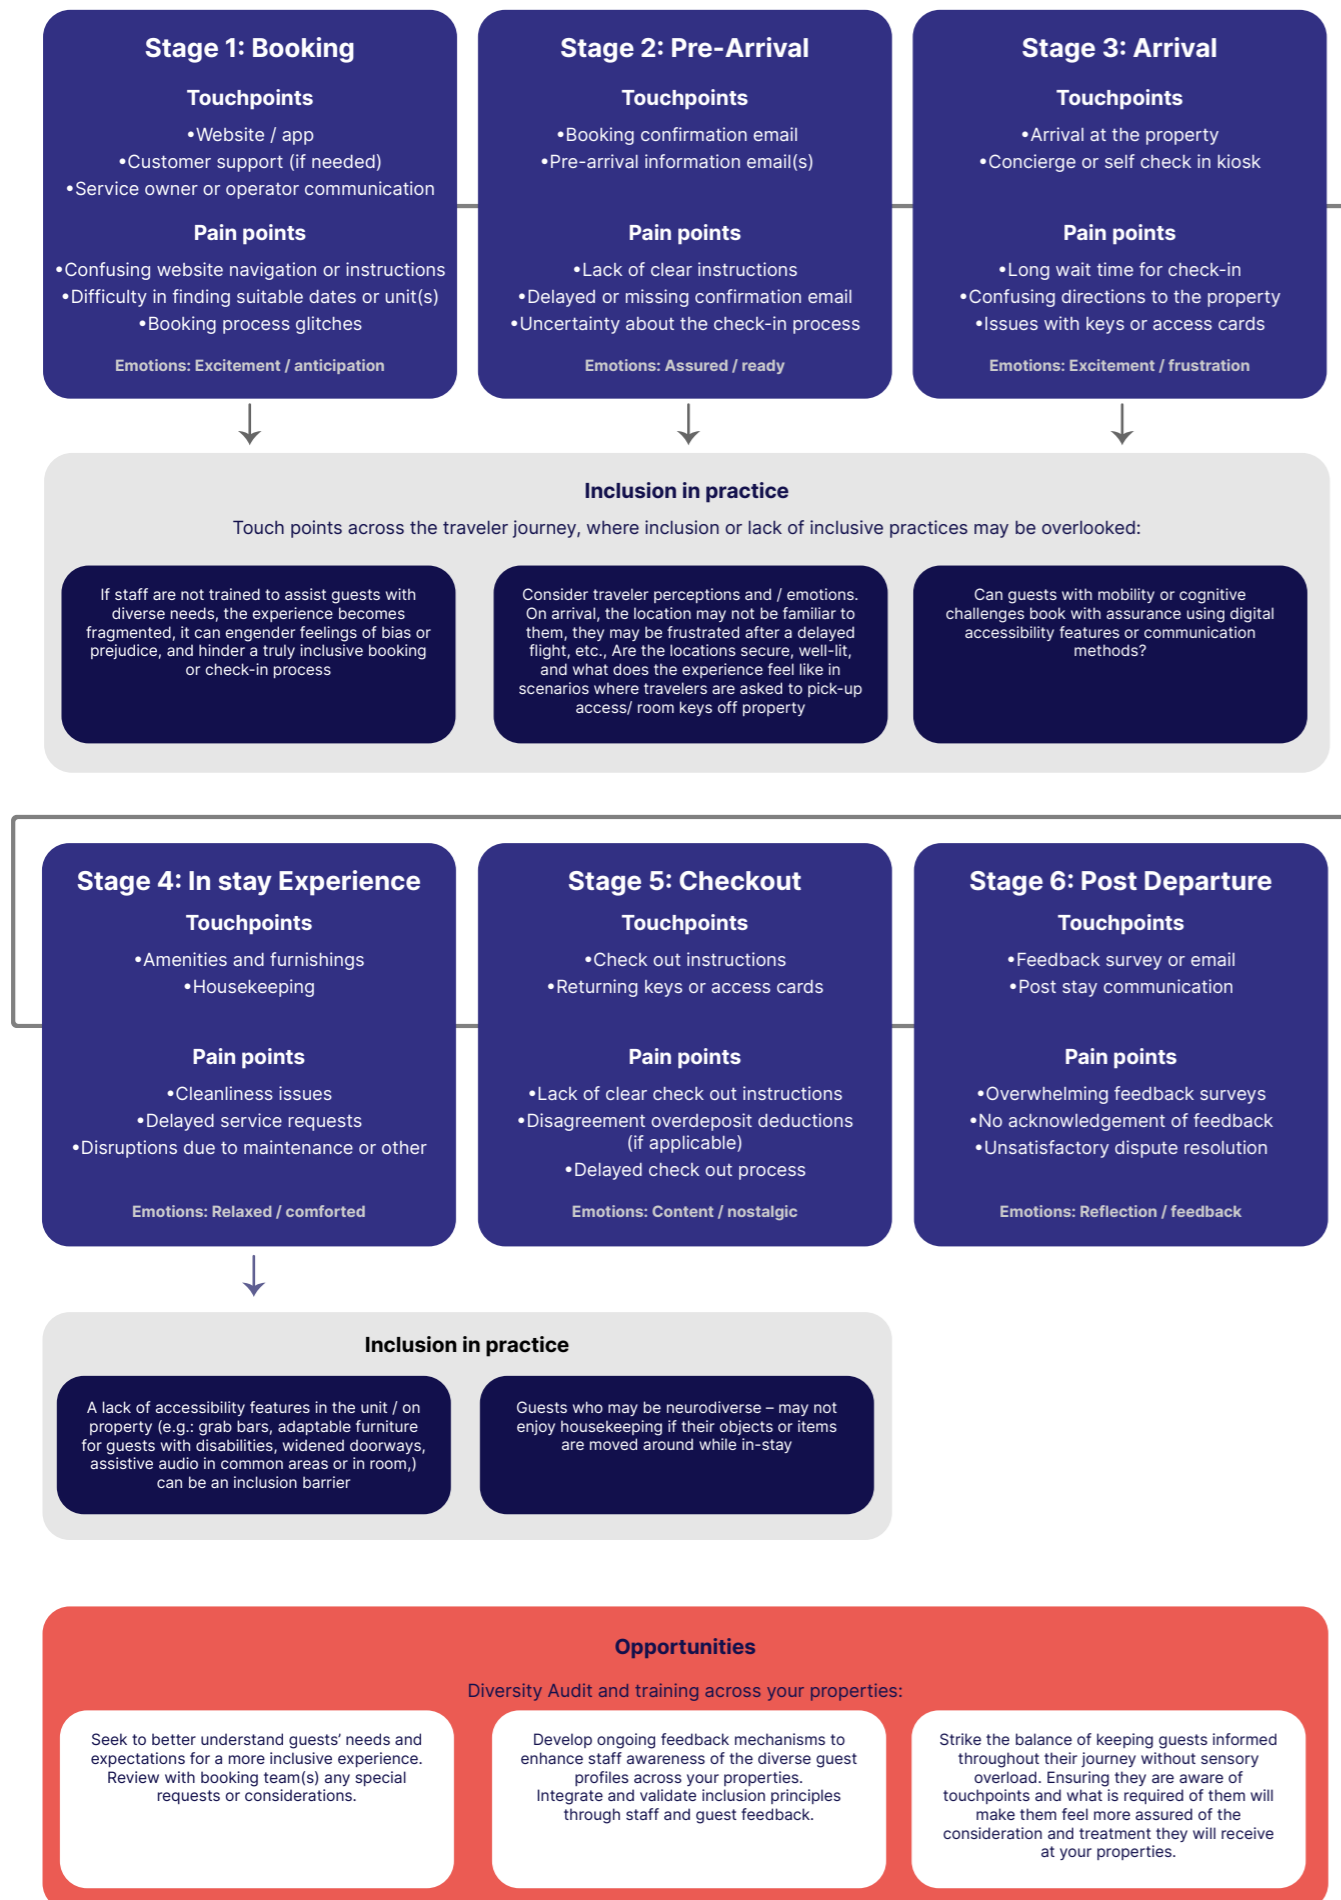 Stage 1: Booking
Touchpoints
•Website / app
•Customer support (if needed)
•Service owner or operator communication
Pain points
•Confusing website navigation or instructions
•Difficulty in finding suitable dates or unit(s)
•Booking process glitches
Emotions: Excitement / anticipation
Stage 2: Pre-Arrival
Touchpoints
•Booking confirmation email
•Pre-arrival information email(s)
Pain points
•Lack of clear instructions
•Delayed or missing confirmation email
•Uncertainty about the check-in process
Emotions: Assured / ready
Stage 3: Arrival
Touchpoints
•Arrival at the property
•Concierge or self check in kiosk
Pain points
•Long wait time for check-in
•Confusing directions to the property
•Issues with keys or access cards
Emotions: Excitement / frustration
Inclusion in practice
Touch points across the traveler journey, where inclusion or lack of inclusive practices may be overlooked:
If staff are not trained to assist guests with
diverse needs, the experience becomes
fragmented, it can engender feelings of bias or
prejudice, and hinder a truly inclusive booking
or check-in process
Consider traveler perceptions and / emotions.
On arrival, the location may not be familiar to
them, they may be frustrated after a delayed
flight, etc., Are the locations secure, well-lit,
and what does the experience feel like in
scenarios where travelers are asked to pick-up
access/ room keys off property
Can guests with mobility or cognitive
challenges book with assurance using digital
accessibility features or communication
methods?
Stage 4: In stay Experience
Touchpoints
•Amenities and furnishings
•Housekeeping
Pain points
•Cleanliness issues
•Delayed service requests
•Disruptions due to maintenance or other
Emotions: Relaxed / comforted
Stage 5: Checkout
Touchpoints
•Check out instructions
•Returning keys or access cards
Pain points
•Lack of clear check out instructions
•Disagreement overdeposit deductions
(if applicable)
•Delayed check out process
Emotions: Content / nostalgic
Stage 6: Post Departure
Touchpoints
•Feedback survey or email
•Post stay communication
Pain points
•Overwhelming feedback surveys
•No acknowledgement of feedback
•Unsatisfactory dispute resolution
Emotions: Reflection / feedback
Inclusion in practice
A lack of accessibility features in the unit / on
property (e.g.: grab bars, adaptable furniture
for guests with disabilities, widened doorways,
assistive audio in common areas or in room,)
can be an inclusion barrier
Guests who may be neurodiverse – may not
enjoy housekeeping if their objects or items
are moved around while in-stay
Opportunities
Diversity Audit and training across your properties:
Seek to better understand guests’ needs and
expectations for a more inclusive experience.
Review with booking team(s) any special
requests or considerations.
Develop ongoing feedback mechanisms to
enhance staff awareness of the diverse guest
profiles across your properties.
Integrate and validate inclusion principles
through staff and guest feedback.
Strike the balance of keeping guests informed
throughout their journey without sensory
overload. Ensuring they are aware of
touchpoints and what is required of them will
make them feel more assured of the
consideration and treatment they will receive
at your properties.